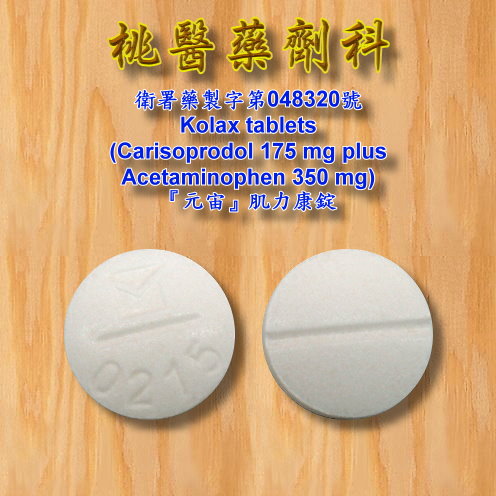 桃醫藥劑科
衛署藥製字第048320號
Kolax tablets
(Carisoprodol 175 mg plus
Acetaminophen 350 mg)
『元宙』肌力康錠
0215